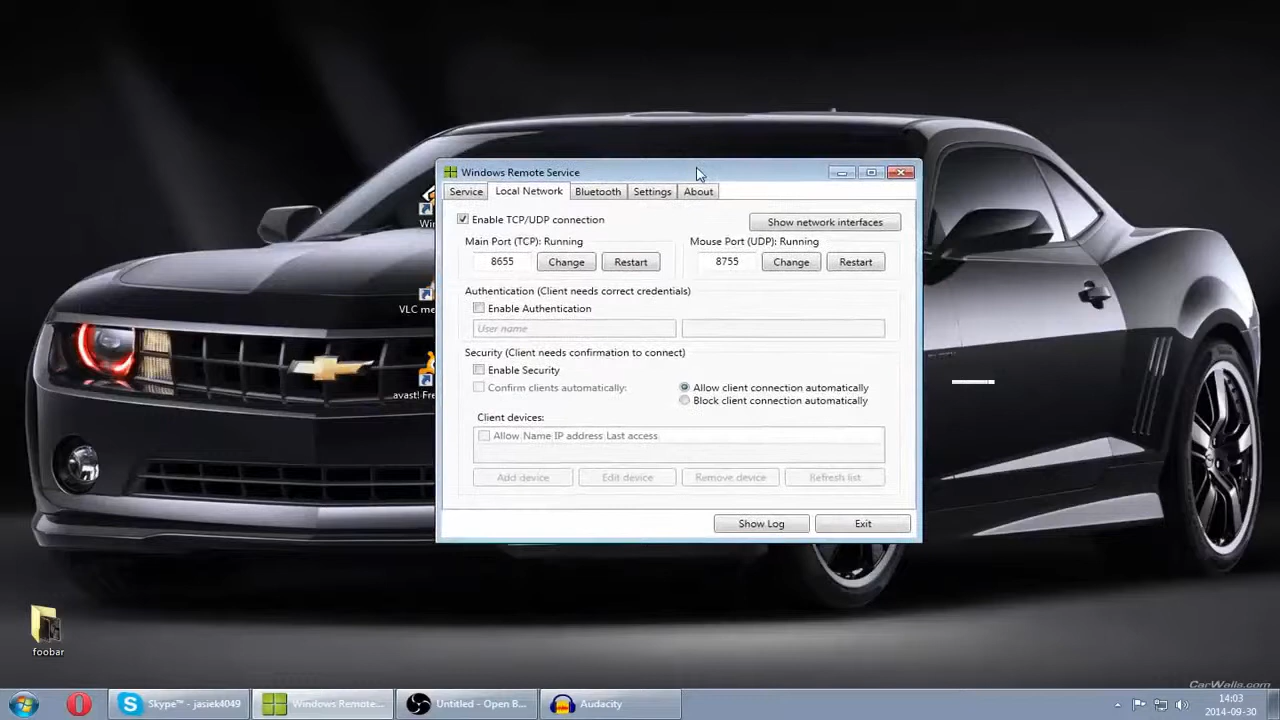 Windows Remote Service
Service Local Network Bluetooth Settings About
Enable TCP/UDP connection
Show network interfaces
Main Port (TCP): Running
Mouse Port (UDP): Running
8655 Change Restart
8755 Change Restart
Authentication (Client needs correct credentials)
Enable Authentication
User name
Security (Client needs confirmation to connect)
Enable Security
Confirm clients automatically:
Allow client connection automatically
Block client connection automatically
Client devices:
Allow Name IP address Last access
Add device Edit device Remove device Refresh list
Show Log Exit
Win
VLC me
avast! Fre
foobar
CarWalls.com
Skype™ - jasiek4049
Windows Remote...
Untitled - Open B...
Audacity
14:03
2014-09-30